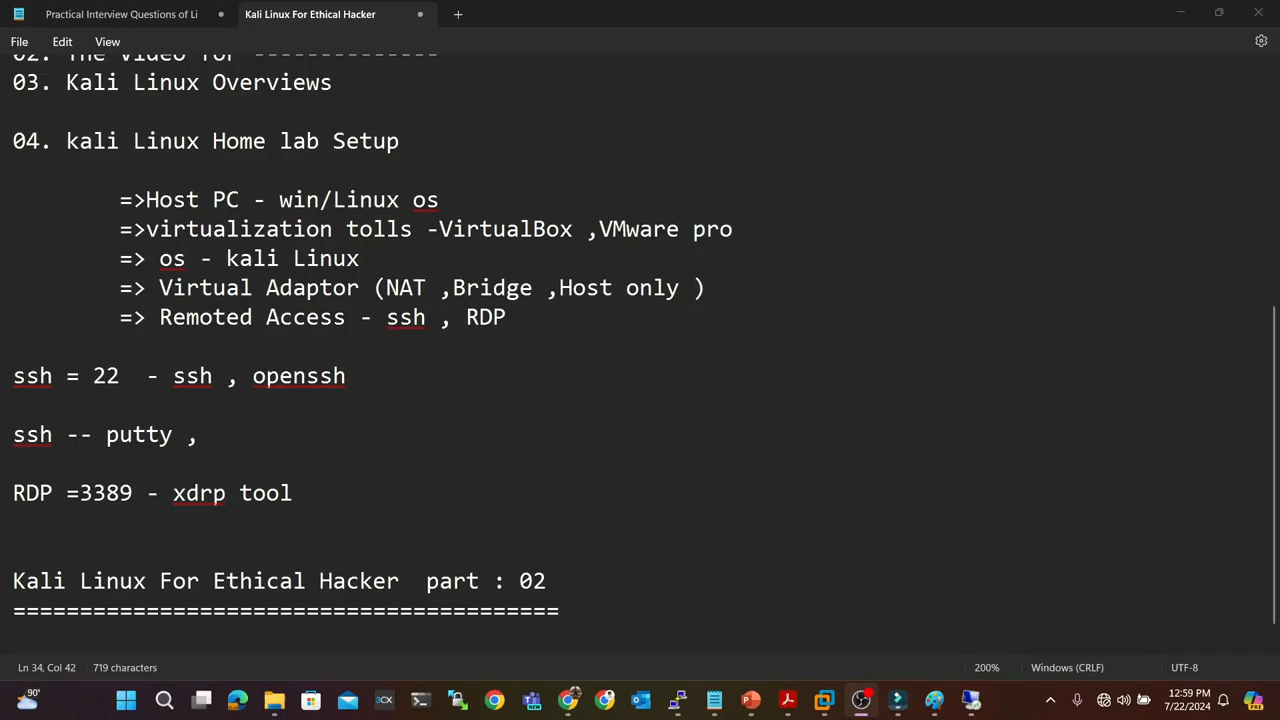 Practical Interview Questions of Li
Kali Linux For Ethical Hacker
File Edit View
02. The Video For --------------
03. Kali Linux Overviews
04. kali Linux Home lab Setup
=>Host PC - win/Linux os
=>virtualization tolls -VirtualBox ,VMware pro
=> os - kali Linux
=> Virtual Adaptor (NAT ,Bridge ,Host only )
=> Remoted Access - ssh , RDP
ssh = 22 - ssh , openssh
ssh -- putty ,
RDP =3389 - xdrp tool
Kali Linux For Ethical Hacker part : 02
=========================================
Ln 34, Col 42 719 characters 200% Windows (CRLF) UTF-8
90°
12:59 PM
7/22/2024